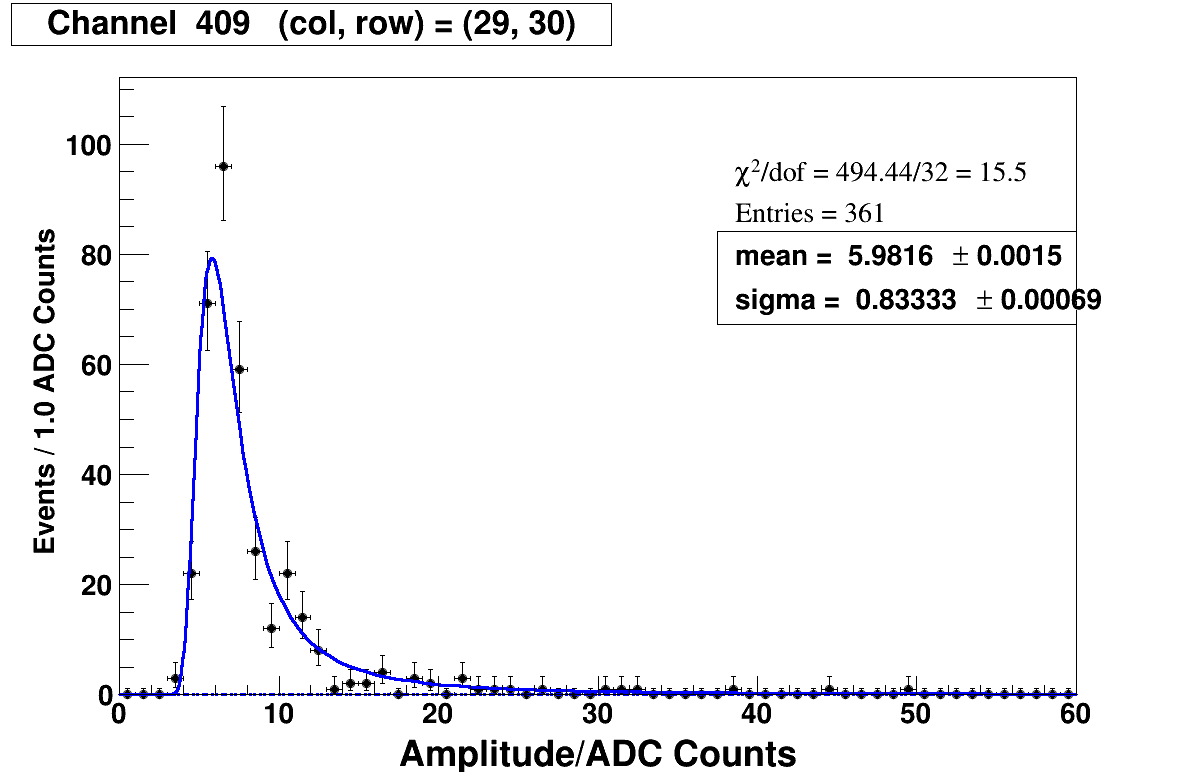 Channel 409 (col, row) = (29, 30)
χ²/dof = 494.44/32 = 15.5
Entries = 361
mean = 5.9816 ± 0.0015
sigma = 0.83333 ± 0.00069
Events / 1.0 ADC Counts
100
80
60
40
20
0
0 10 20 30 40 50 60
Amplitude/ADC Counts